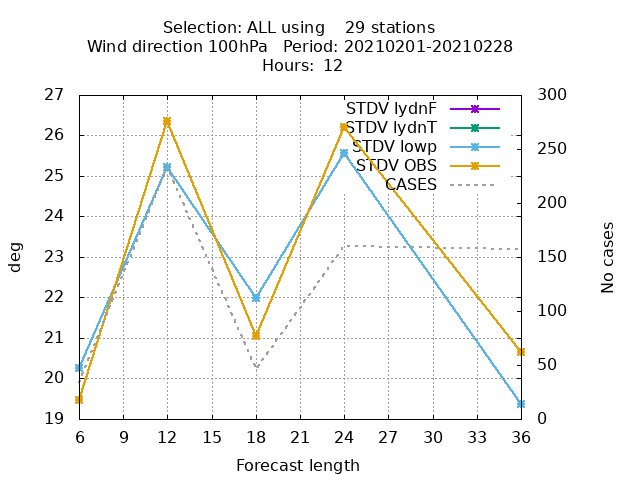 Selection: ALL using    29 stations
Wind direction 100hPa   Period: 20210201-20210228
Hours:  12
27
26
25
24
23
22
21
20
19
300
250
200
150
100
50
0
STDV lydnF
STDV lydnT
STDV lowp
STDV OBS
CASES
deg
No cases
6 9 12 15 18 21 24 27 30 33 36
Forecast length